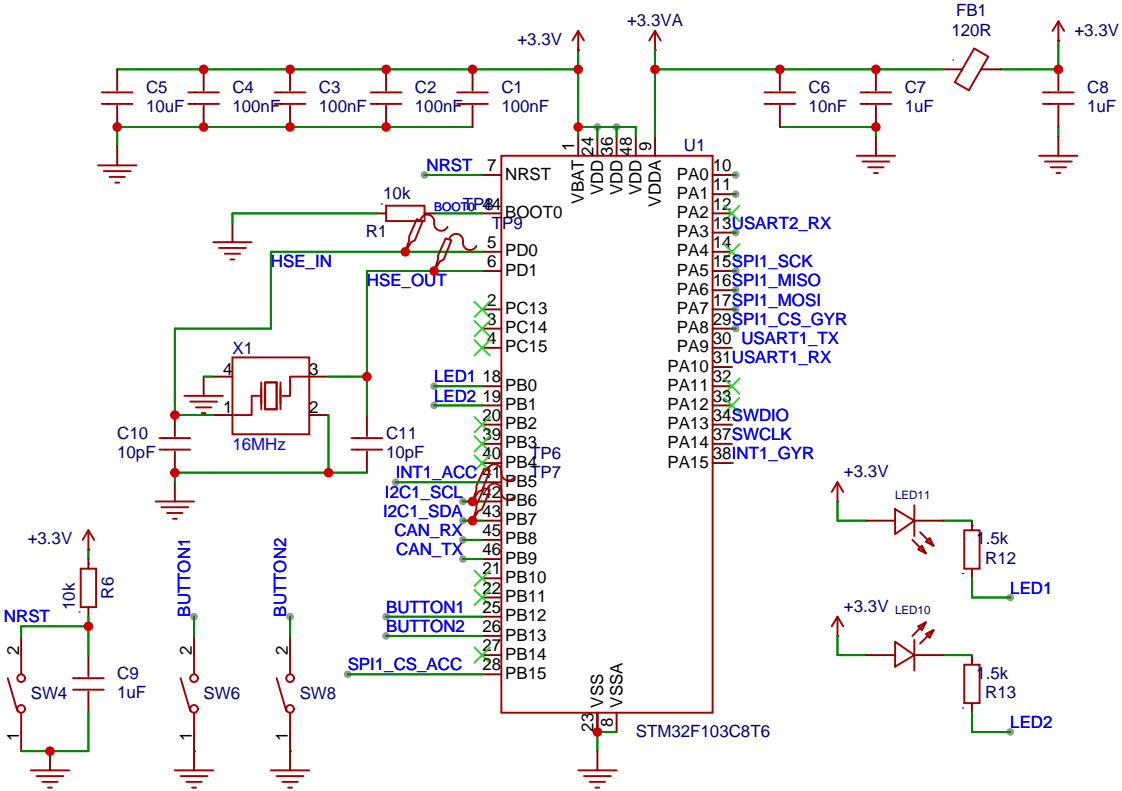 FB1
120R
+3.3V
+3.3VA
+3.3V
C5
10uF
C4
100nF
C3
100nF
C2
100nF
C1
100nF
C6
10nF
C7
1uF
C8
1uF
U1
1
24
36
48
9
VBAT
VDD
VDD
VDD
VDDA
NRST
7
NRST
10k
R1
BOOT0
TP8
44
BOOT0
TP9
HSE_IN
5
PD0
HSE_OUT
6
PD1
2
PC13
3
PC14
4
PC15
LED1
18
PB0
LED2
19
PB1
20
PB2
39
PB3
40
PB4
TP6
INT1_ACC
41
PB5
TP7
I2C1_SCL
42
PB6
I2C1_SDA
43
PB7
CAN_RX
45
PB8
CAN_TX
46
PB9
21
PB10
22
PB11
BUTTON1
25
PB12
BUTTON2
26
PB13
27
PB14
SPI1_CS_ACC
28
PB15
PA0
10
PA1
11
PA2
12
PA3
13
USART2_RX
PA4
14
PA5
15
SPI1_SCK
PA6
16
SPI1_MISO
PA7
17
SPI1_MOSI
PA8
29
SPI1_CS_GYR
PA9
30
USART1_TX
PA10
31
USART1_RX
PA11
32
PA12
33
PA13
34
SWDIO
PA14
37
SWCLK
PA15
38
INT1_GYR
VSS
VSSA
23
8
STM32F103C8T6
X1
4
3
1
2
16MHz
C10
10pF
C11
10pF
+3.3V
10k
R6
NRST
2
SW4
1
C9
1uF
BUTTON1
2
SW6
1
BUTTON2
2
SW8
1
+3.3V
LED11
1.5k
R12
LED1
+3.3V
LED10
1.5k
R13
LED2